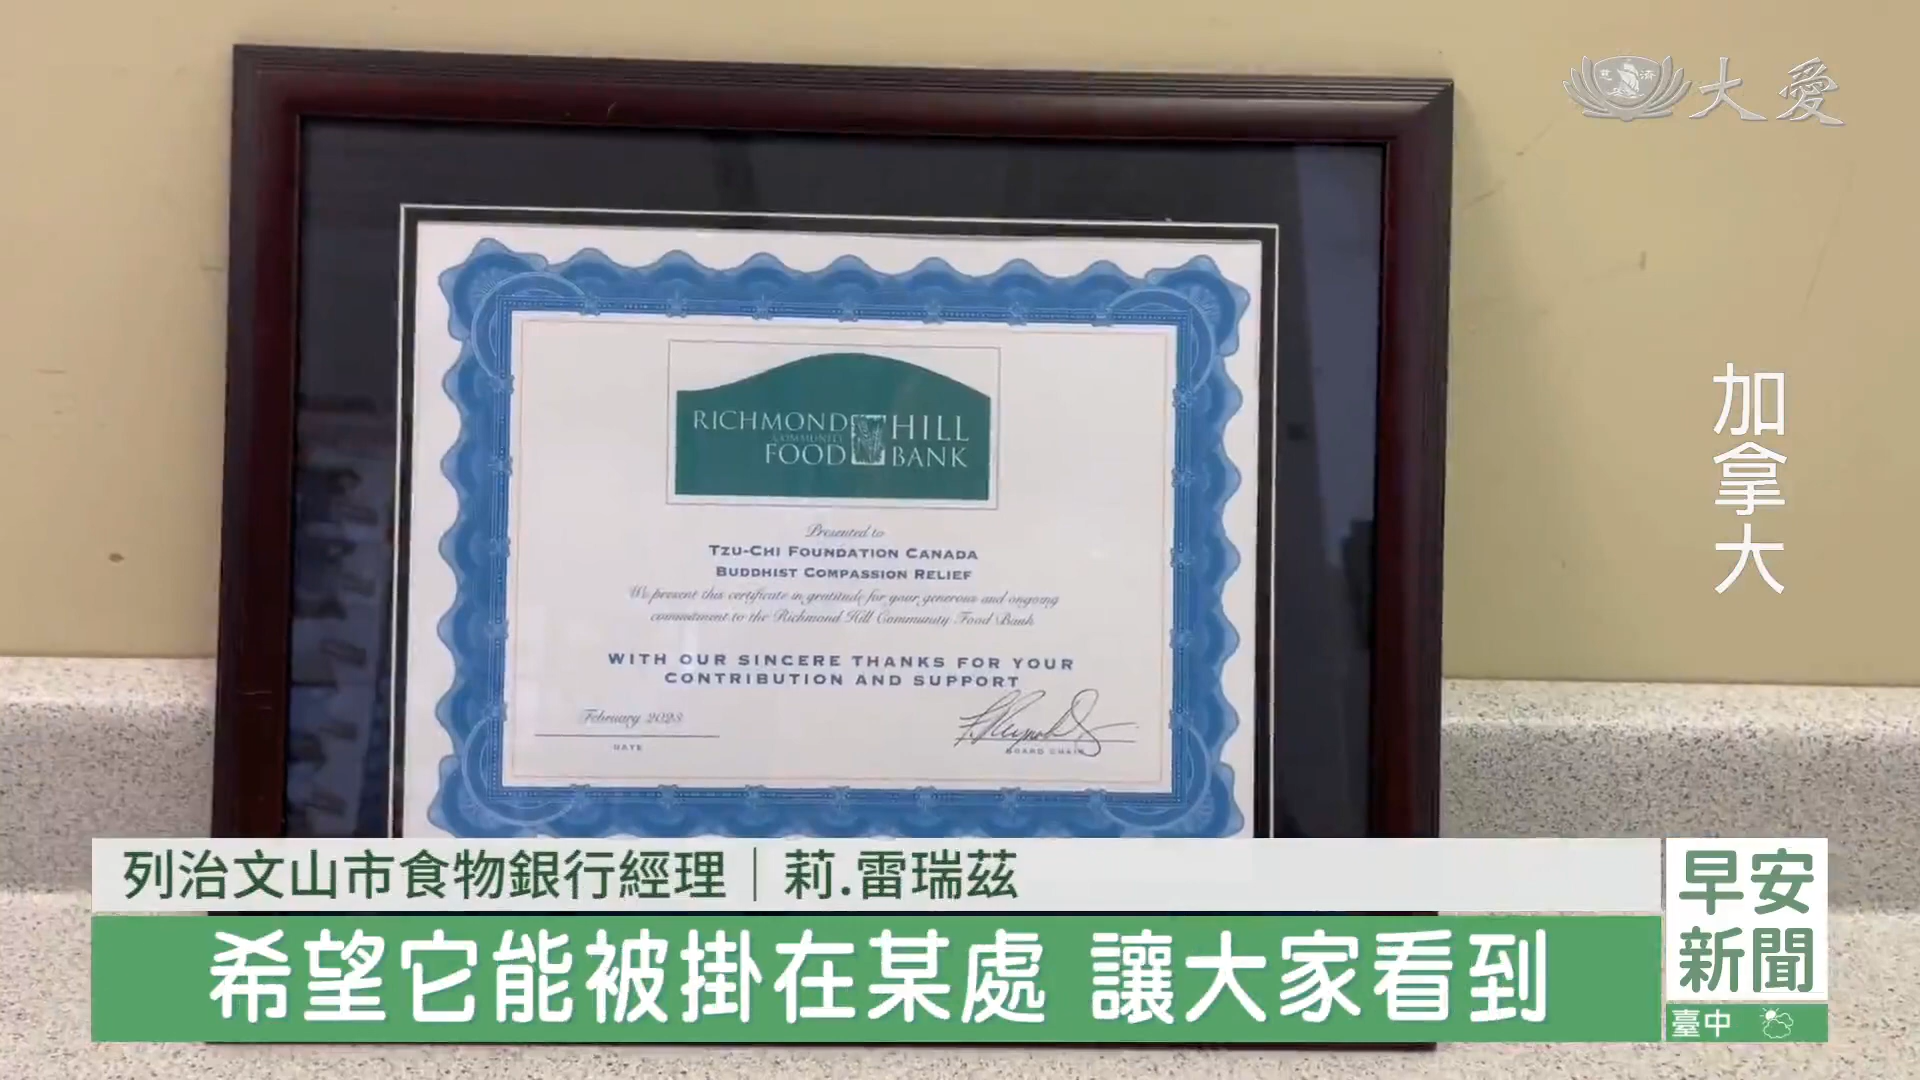 慈濟
大愛
加拿大
RICHMOND HILL
COMMUNITY
FOOD BANK
Presented to
TZU-CHI FOUNDATION CANADA
BUDDHIST COMPASSION RELIEF
We present this certificate in gratitude for your generous and ongoing
commitment to the Richmond Hill Community Food Bank
WITH OUR SINCERE THANKS FOR YOUR
CONTRIBUTION AND SUPPORT
February 2023
DATE
BOARD CHAIR
列治文山市食物銀行經理｜莉.雷瑞茲
希望它能被掛在某處 讓大家看到
早安
新聞
臺中